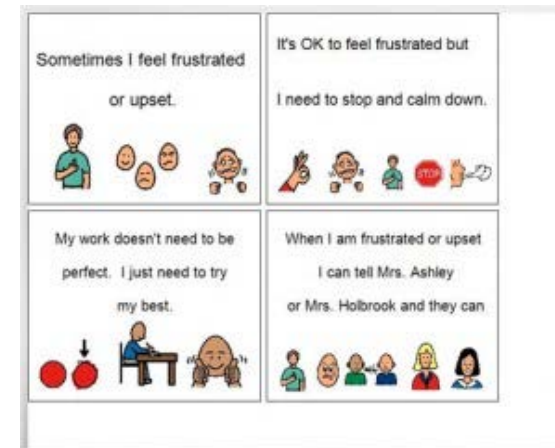 Sometimes I feel frustrated
or upset.
It's OK to feel frustrated but
I need to stop and calm down.
STOP
My work doesn't need to be
perfect. I just need to try
my best.
When I am frustrated or upset
I can tell Mrs. Ashley
or Mrs. Holbrook and they can